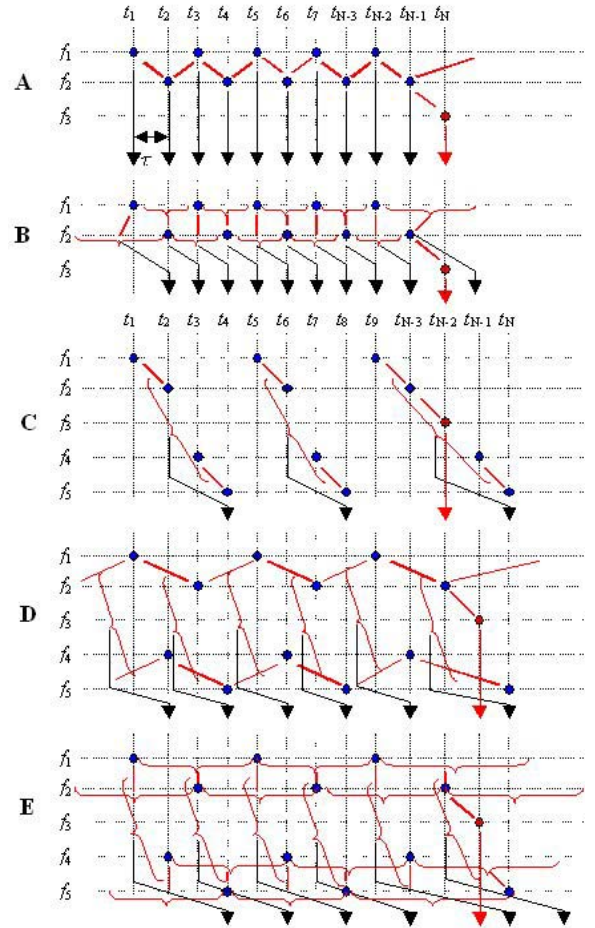 t1 t2 t3 t4 t5 t6 t7 tN-3 tN-2 tN-1 tN
f1
A f2
f3
τ
f1
B f2
f3
t1 t2 t3 t4 t5 t6 t7 t8 t9 tN-3 tN-2 tN-1 tN
f1
f2
C f3
f4
f5
f1
f2
D f3
f4
f5
f1
f2
E f3
f4
f5